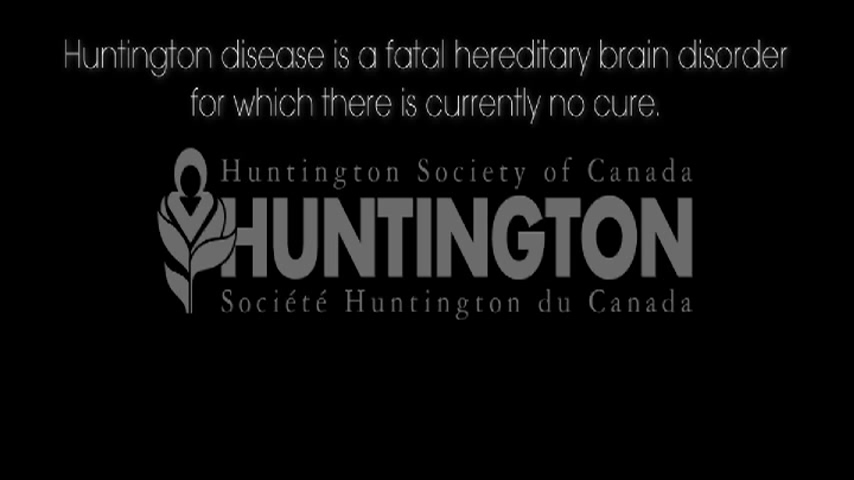 Huntington disease is a fatal hereditary brain disorder
for which there is currently no cure.
Huntington Society of Canada
HUNTINGTON
Société Huntington du Canada